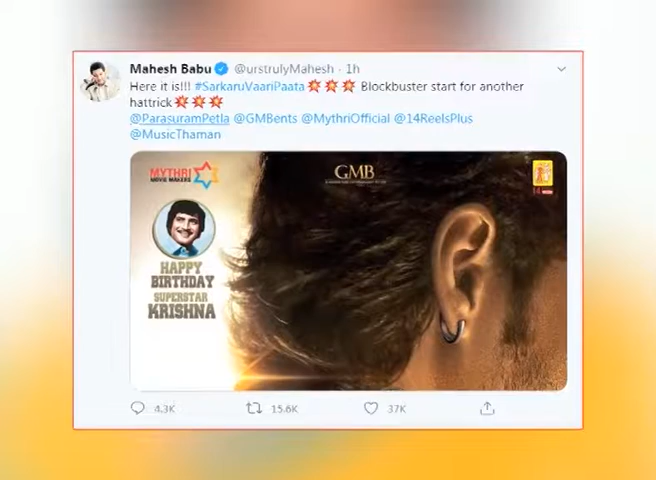 Mahesh Babu @urstrulyMahesh · 1h
Here it is!!! #SarkaruVaariPaata💥💥💥 Blockbuster start for another
hattrick💥💥💥
@ParasuramPetla @GMBents @MythriOfficial @14ReelsPlus
@MusicThaman
MYTHRI
MOVIE MAKERS
GMB
HAPPY
BIRTHDAY
SUPERSTAR
KRISHNA
4.3K 15.6K 37K